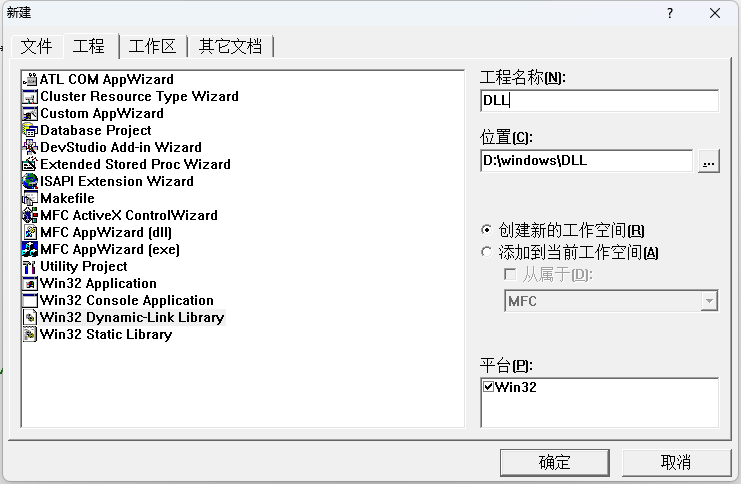 新建
文件 工程 工作区 其它文档
ATL COM AppWizard
Cluster Resource Type Wizard
Custom AppWizard
Database Project
DevStudio Add-in Wizard
Extended Stored Proc Wizard
ISAPI Extension Wizard
Makefile
MFC ActiveX ControlWizard
MFC AppWizard (dll)
MFC AppWizard (exe)
Utility Project
Win32 Application
Win32 Console Application
Win32 Dynamic-Link Library
Win32 Static Library
工程名称(N):
DLL
位置(C):
D:\windows\DLL
...
创建新的工作空间(R)
添加到当前工作空间(A)
从属于(D):
MFC
平台(P):
Win32
确定 取消